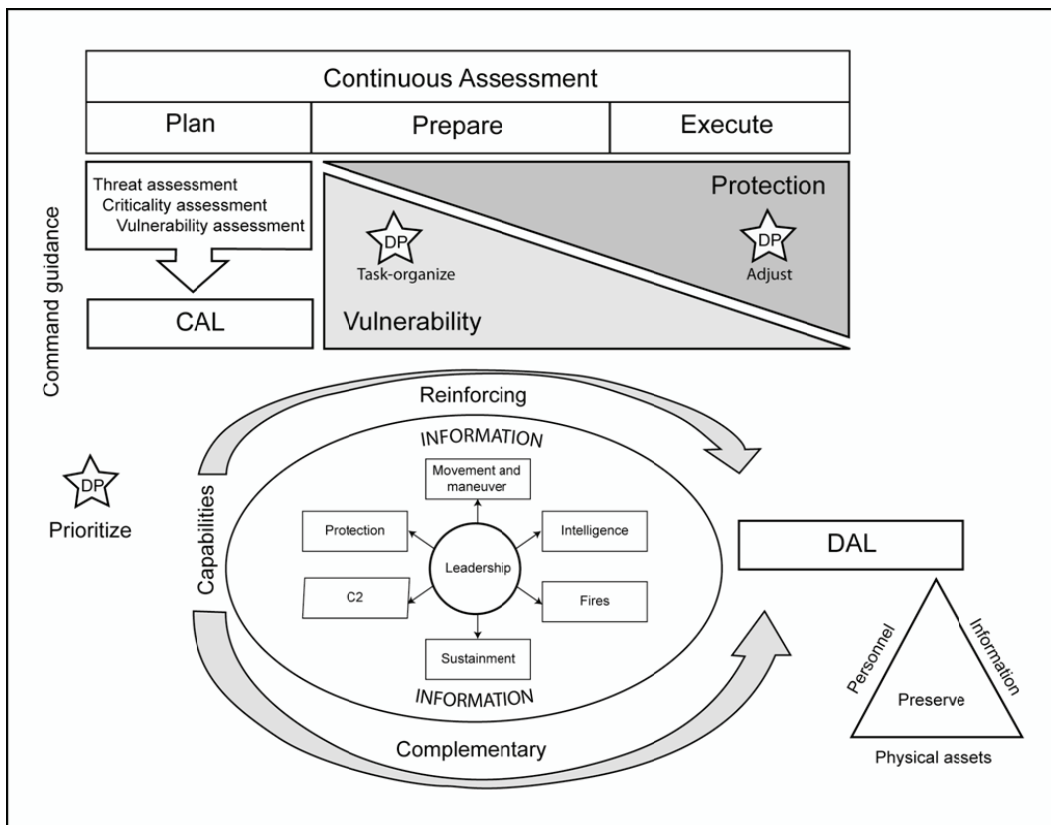 Continuous Assessment
Plan
Prepare
Execute
Command guidance
Threat assessment
Criticality assessment
Vulnerability assessment
CAL
Protection
DP
Task-organize
DP
Adjust
Vulnerability
Reinforcing
INFORMATION
Movement and
maneuver
DP
Prioritize
Capabilities
Protection
Intelligence
Leadership
C2
Fires
Sustainment
INFORMATION
Complementary
DAL
Personnel
Information
Preserve
Physical assets